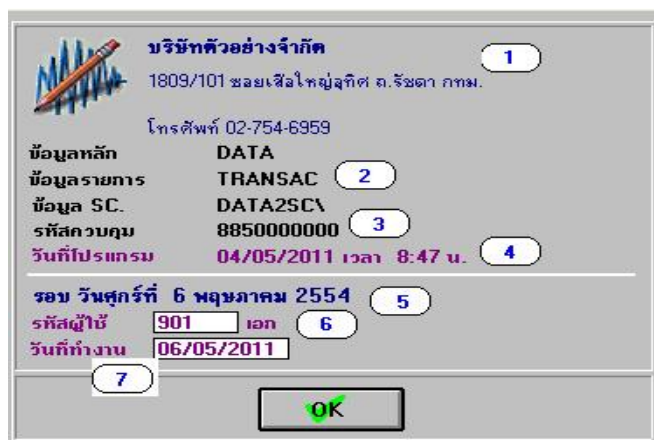 บริษัทตัวอย่างจำกัด 1
1809/101 ซอยเสือใหญ่อุทิศ ถ.รัชดา กทม.
โทรศัพท์ 02-754-6959
ข้อมูลหลัก DATA
ข้อมูลรายการ TRANSAC 2
ข้อมูล SC. DATA2SC\
รหัสควบคุม 8850000000 3
วันที่โปรแกรม 04/05/2011 เวลา 8:47 น. 4
รอบ วันศุกร์ที่ 6 พฤษภาคม 2554 5
รหัสผู้ใช้ 901 เอก 6
วันที่ทำงาน 06/05/2011
7
OK